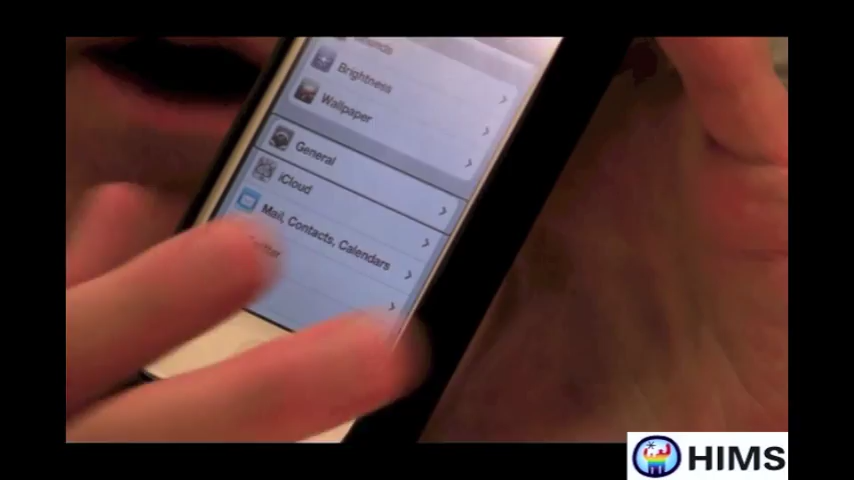 Brightness
Wallpaper
General
iCloud
Mail, Contacts, Calendars
HIMS